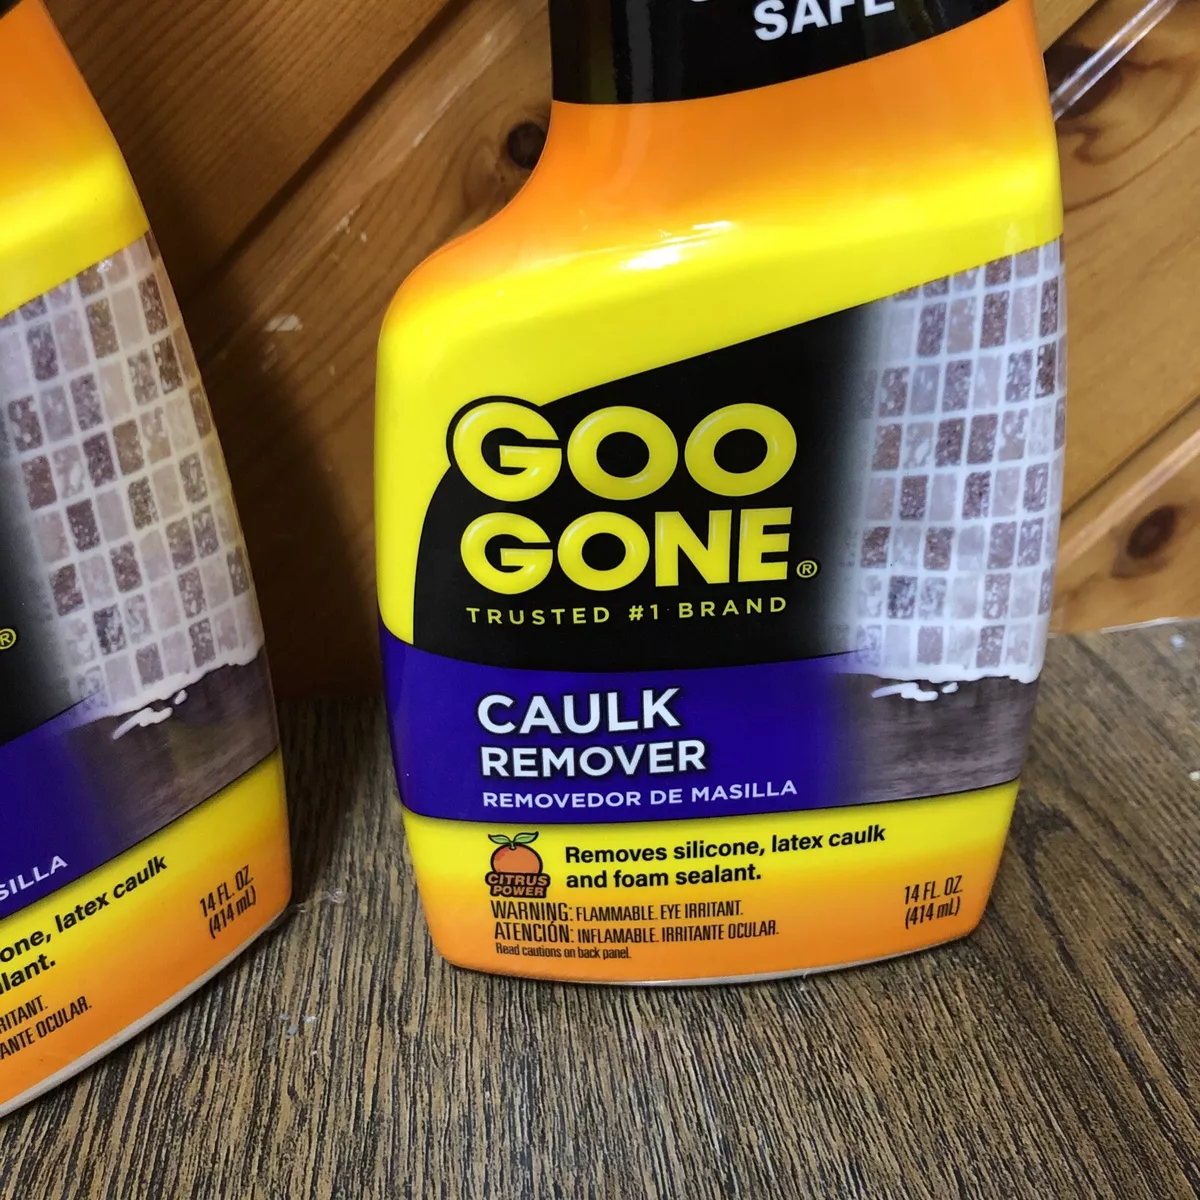 SAFE
GOO
GONE®
TRUSTED #1 BRAND
CAULK
REMOVER
REMOVEDOR DE MASILLA
CITRUS
POWER
Removes silicone, latex caulk
and foam sealant.
WARNING: FLAMMABLE. EYE IRRITANT.
ATENCIÓN: INFLAMABLE. IRRITANTE OCULAR.
Read cautions on back panel.
14 FL. OZ.
(414 mL)
®
SILLA
one, latex caulk
lant.
RITANT.
ANTE OCULAR.
14 FL. OZ.
(414 mL)